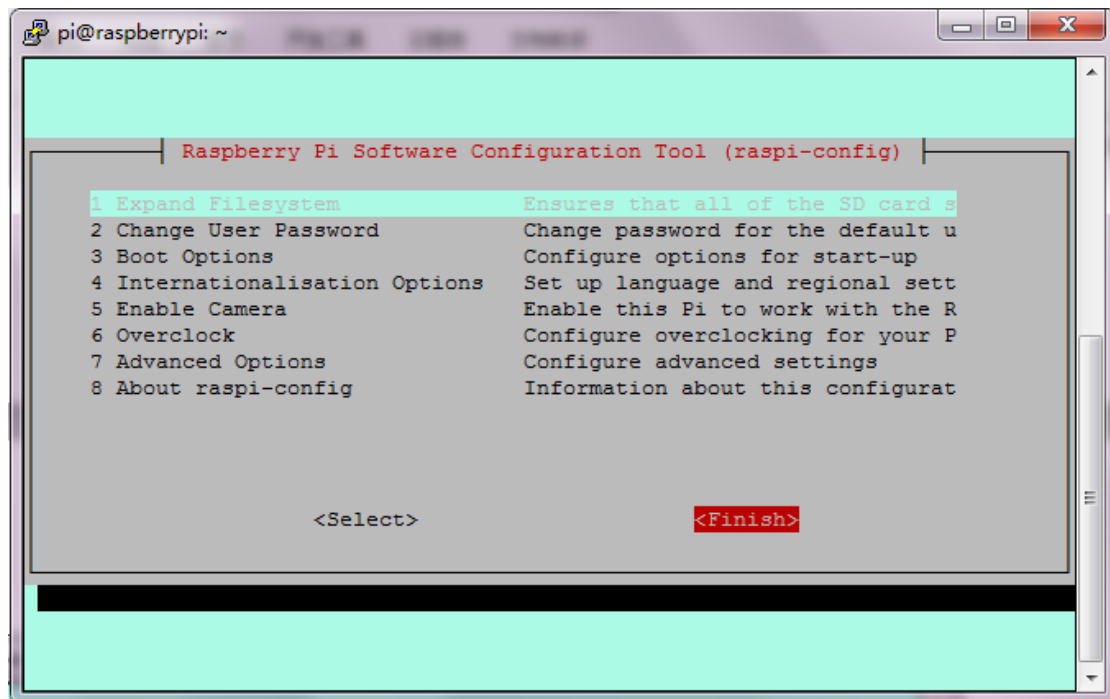 pi@raspberrypi: ~
Raspberry Pi Software Configuration Tool (raspi-config)
1 Expand Filesystem Ensures that all of the SD card s
2 Change User Password Change password for the default u
3 Boot Options Configure options for start-up
4 Internationalisation Options Set up language and regional sett
5 Enable Camera Enable this Pi to work with the R
6 Overclock Configure overclocking for your P
7 Advanced Options Configure advanced settings
8 About raspi-config Information about this configurat
<Select> <Finish>